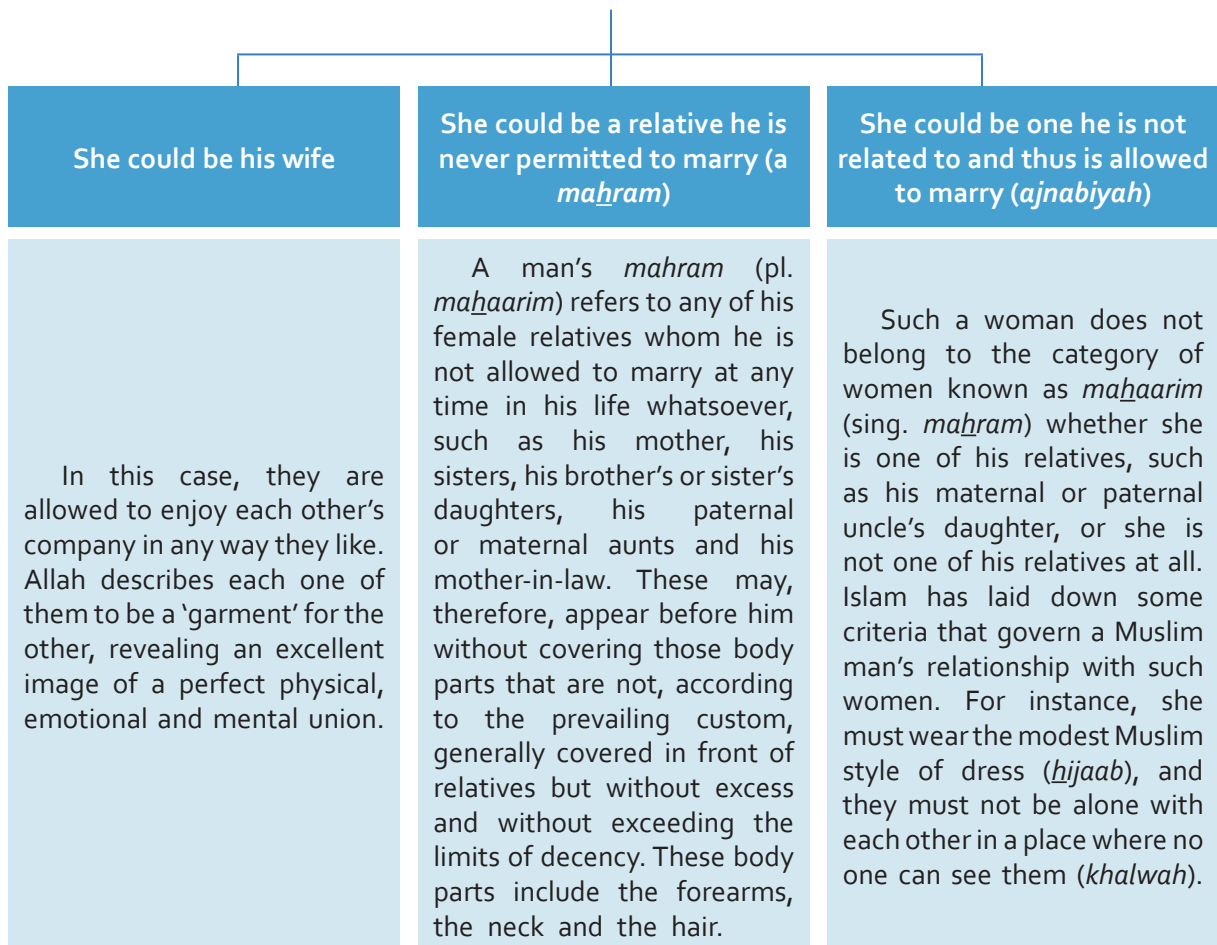 She could be his wife
In this case, they are
allowed to enjoy each other's
company in any way they like.
Allah describes each one of
them to be a ‘garment’ for the
other, revealing an excellent
image of a perfect physical,
emotional and mental union.
She could be a relative he is
never permitted to marry (a
mahram)
A man's mahram (pl.
mahaarim) refers to any of his
female relatives whom he is
not allowed to marry at any
time in his life whatsoever,
such as his mother, his
sisters, his brother's or sister's
daughters, his paternal
or maternal aunts and his
mother-in-law. These may,
therefore, appear before him
without covering those body
parts that are not, according
to the prevailing custom,
generally covered in front of
relatives but without excess
and without exceeding the
limits of decency. These body
parts include the forearms,
the neck and the hair.
She could be one he is not
related to and thus is allowed
to marry (ajnabiyah)
Such a woman does not
belong to the category of
women known as mahaarim
(sing. mahram) whether she
is one of his relatives, such
as his maternal or paternal
uncle's daughter, or she is
not one of his relatives at all.
Islam has laid down some
criteria that govern a Muslim
man's relationship with such
women. For instance, she
must wear the modest Muslim
style of dress (hijaab), and
they must not be alone with
each other in a place where no
one can see them (khalwah).